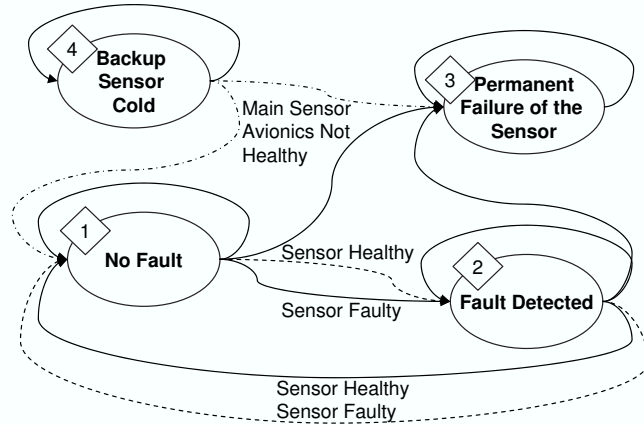 4
Backup
Sensor
Cold
3
Permanent
Failure of the
Sensor
Main Sensor
Avionics Not
Healthy
1
No Fault
Sensor Healthy
2
Fault Detected
Sensor Faulty
Sensor Healthy
Sensor Faulty